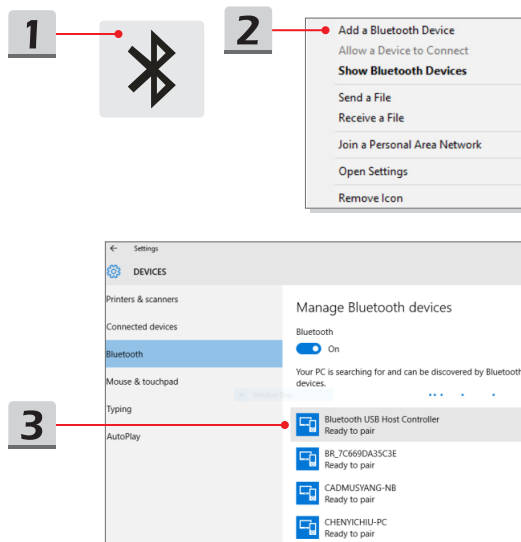 1
2
Add a Bluetooth Device
Allow a Device to Connect
Show Bluetooth Devices
Send a File
Receive a File
Join a Personal Area Network
Open Settings
Remove Icon
Settings
DEVICES
Printers & scanners
Connected devices
Bluetooth
Mouse & touchpad
Typing
AutoPlay
Manage Bluetooth devices
Bluetooth
On
Your PC is searching for and can be discovered by Bluetooth
devices.
3
Bluetooth USB Host Controller
Ready to pair
BR_7C669DA35C3E
Ready to pair
CADMUSYANG-NB
Ready to pair
CHENYICHIU-PC
Ready to pair